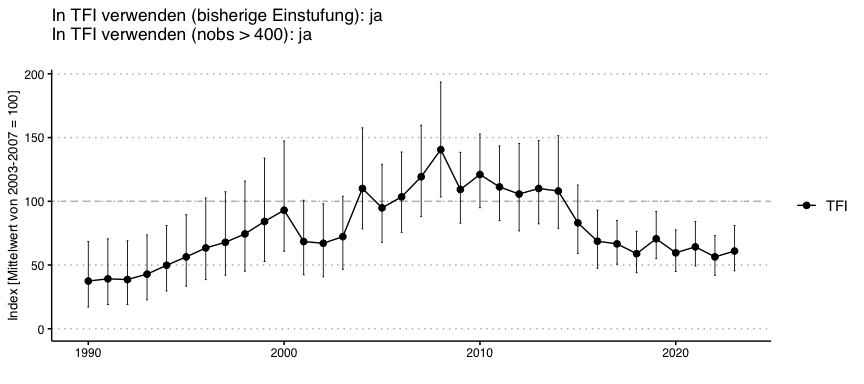 In TFI verwenden (bisherige Einstufung): ja
In TFI verwenden (nobs > 400): ja
Index [Mittelwert von 2003-2007 = 100]
200
150
100
50
0
1990
2000
2010
2020
TFI